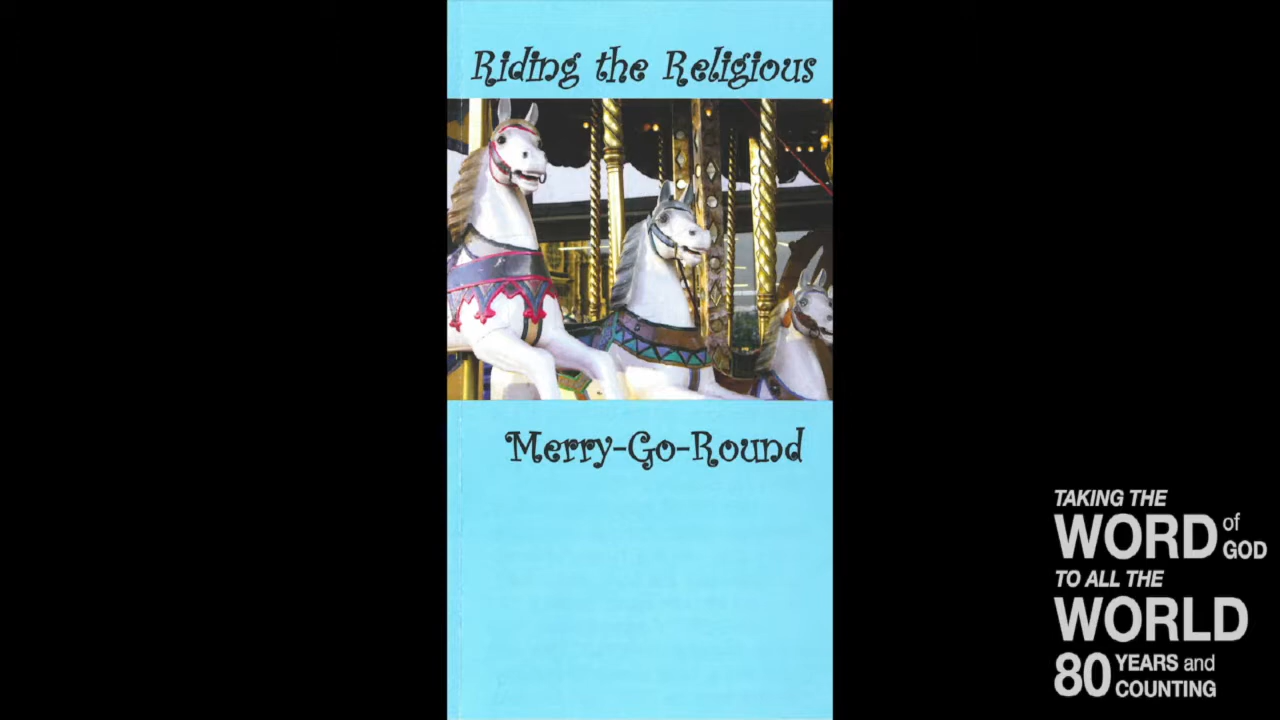 Riding the Religious
Merry-Go-Round
TAKING THE
WORD of GOD
TO ALL THE
WORLD
80 YEARS and
COUNTING